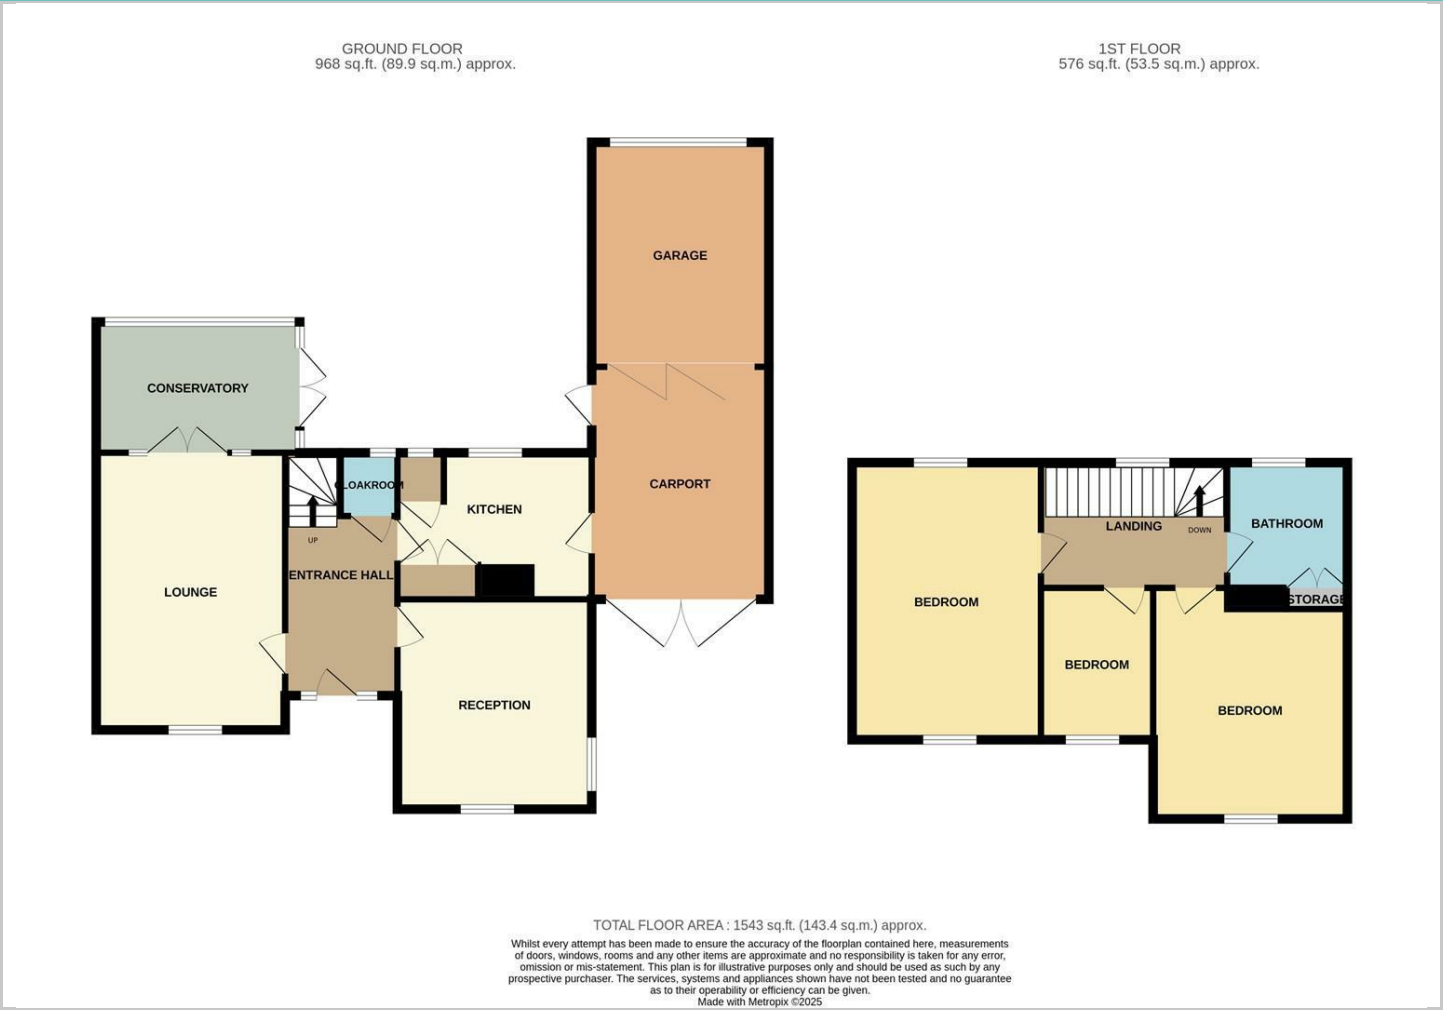 GROUND FLOOR
968 sq.ft. (89.9 sq.m.) approx.
1ST FLOOR
576 sq.ft. (53.5 sq.m.) approx.
GARAGE
CONSERVATORY
CLOAKROOM
CARPORT
KITCHEN
UP
ENTRANCE HALL
LOUNGE
RECEPTION
LANDING
DOWN
BATHROOM
BEDROOM
STORAGE
BEDROOM
BEDROOM
TOTAL FLOOR AREA : 1543 sq.ft. (143.4 sq.m.) approx.
Whilst every attempt has been made to ensure the accuracy of the floorplan contained here, measurements
of doors, windows, rooms and any other items are approximate and no responsibility is taken for any error,
omission or mis-statement. This plan is for illustrative purposes only and should be used as such by any
prospective purchaser. The services, systems and appliances shown have not been tested and no guarantee
as to their operability or efficiency can be given.
Made with Metropix ©2025